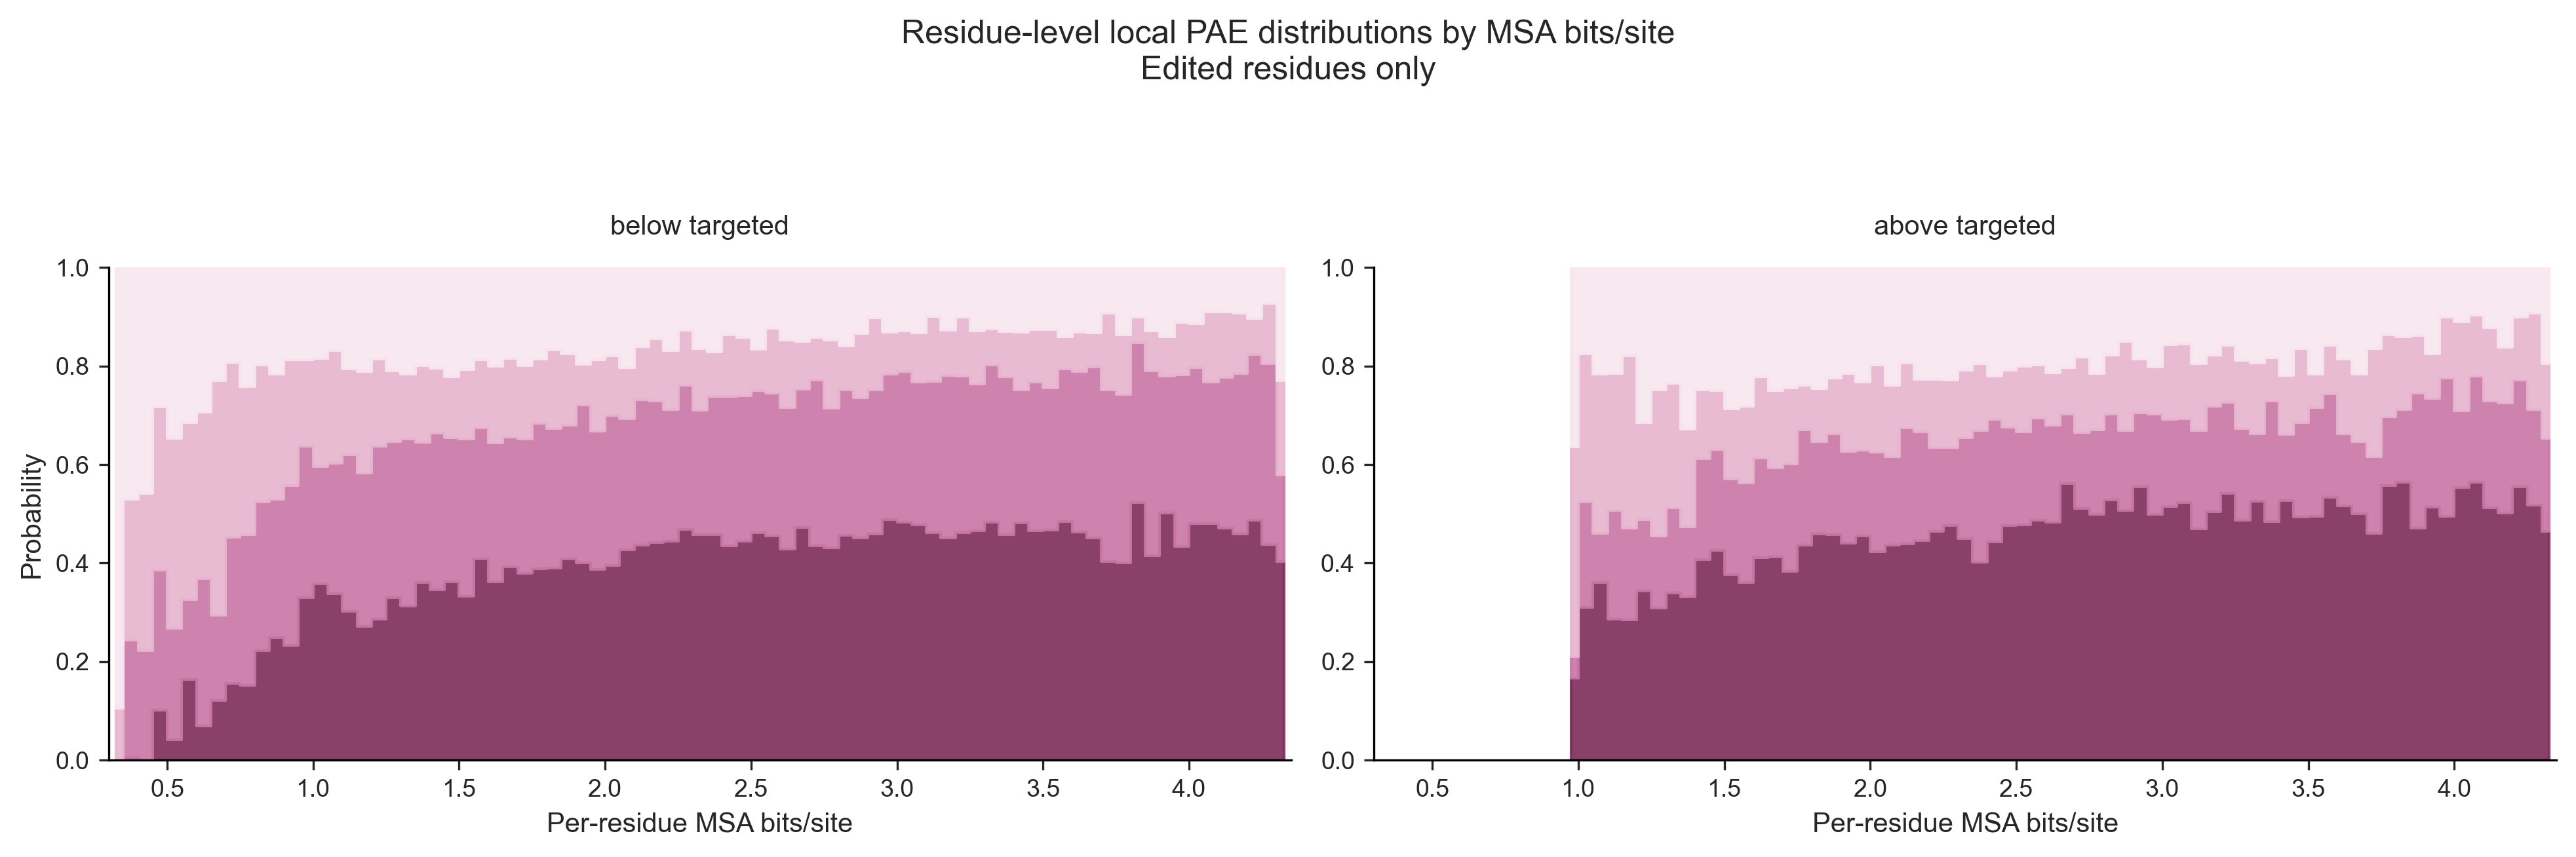 Residue-level local PAE distributions by MSA bits/site
Edited residues only
below targeted
above targeted
1.0
0.8
0.6
0.4
0.2
0.0
Probability
0.5 1.0 1.5 2.0 2.5 3.0 3.5 4.0
Per-residue MSA bits/site
1.0
0.8
0.6
0.4
0.2
0.0
0.5 1.0 1.5 2.0 2.5 3.0 3.5 4.0
Per-residue MSA bits/site